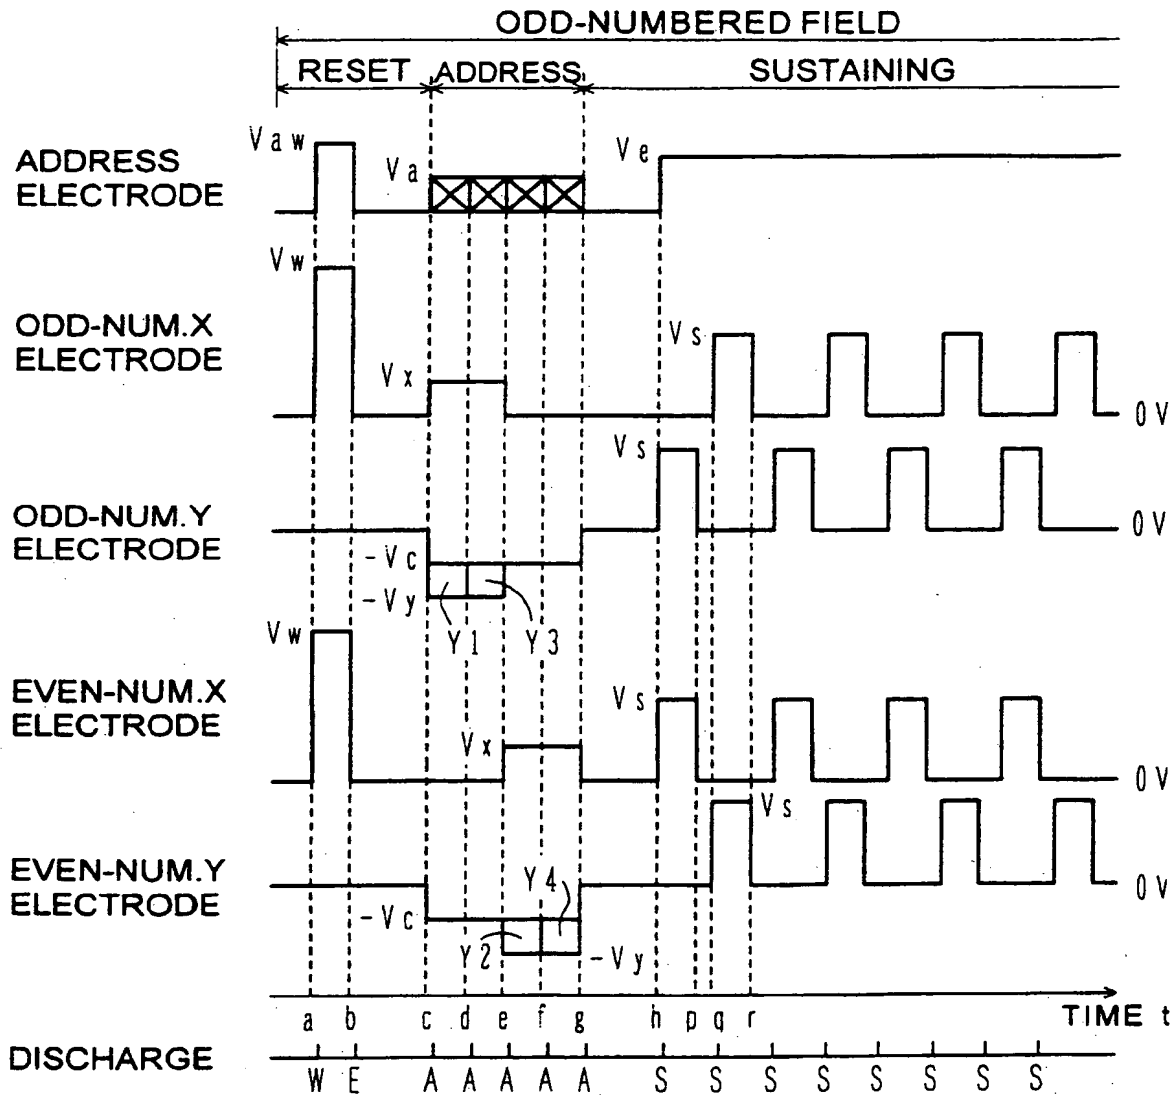 ODD-NUMBERED FIELD
RESET ADDRESS SUSTAINING
Vaw
ADDRESS
ELECTRODE
Va
Ve
Vw
ODD-NUM.X
ELECTRODE
Vs
Vx
0V
Vs
ODD-NUM.Y
ELECTRODE
0V
-Vc
-Vy
Y1 Y3
Vw
EVEN-NUM.X
ELECTRODE
Vs
Vx
0V
Vs
EVEN-NUM.Y
ELECTRODE
Y4
0V
-Vc
Y2
-Vy
a b c d e f g h p q r
TIME t
DISCHARGE
W E A A A A A S S S S S S S S